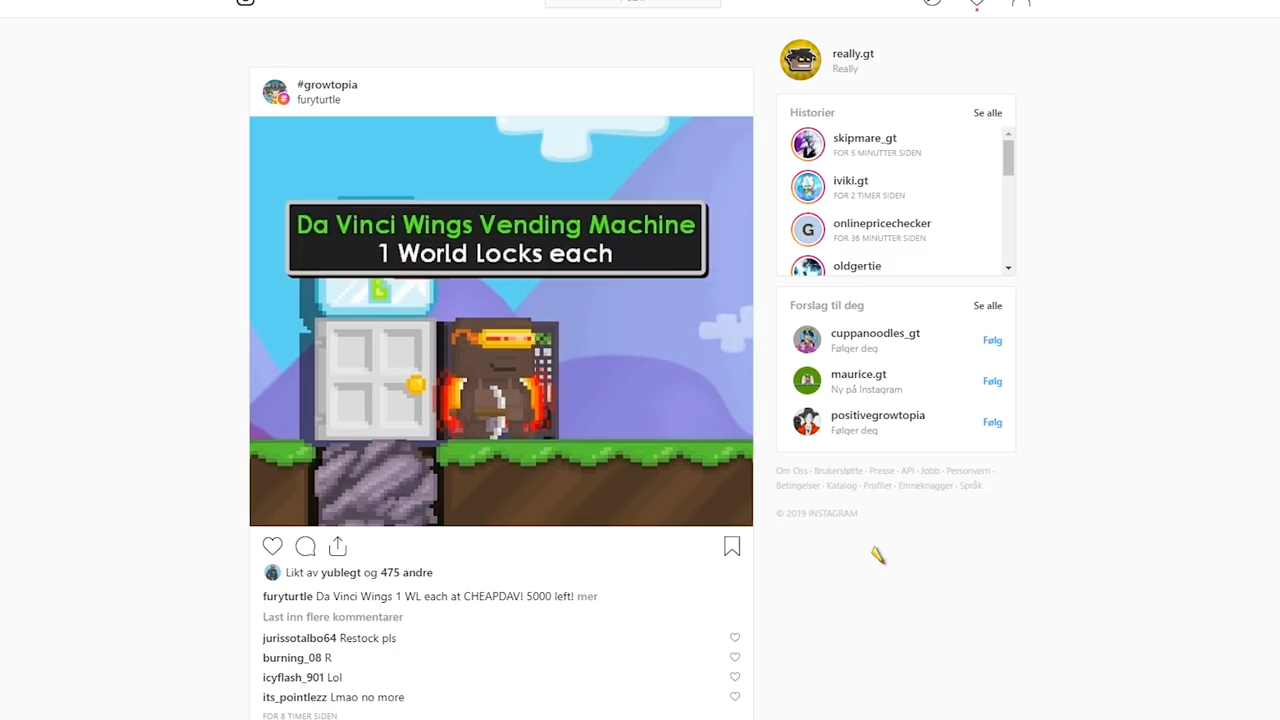 #growtopia
furyturtle
Da Vinci Wings Vending Machine
1 World Locks each
Likt av yublegt og 475 andre
furyturtle Da Vinci Wings 1 WL each at CHEAPDAV! 5000 left! mer
Last inn flere kommentarer
jurissotalbo64 Restock pls
burning_08 R
icyflash_901 Lol
its_pointlezz Lmao no more
FOR 8 TIMER SIDEN
really.gt
Really
Historier Se alle
skipmare_gt
FOR 5 MINUTTER SIDEN
iviki.gt
FOR 2 TIMER SIDEN
G
onlinepricechecker
FOR 36 MINUTTER SIDEN
oldgertie
Forslag til deg Se alle
cuppanoodles_gt
Følger deg
Følg
maurice.gt
Ny på Instagram
Følg
positivegrowtopia
Følger deg
Følg
Om Oss · Brukerstøtte · Presse · API · Jobb · Personvern ·
Betingelser · Katalog · Profiler · Emneknagger · Språk
© 2019 INSTAGRAM